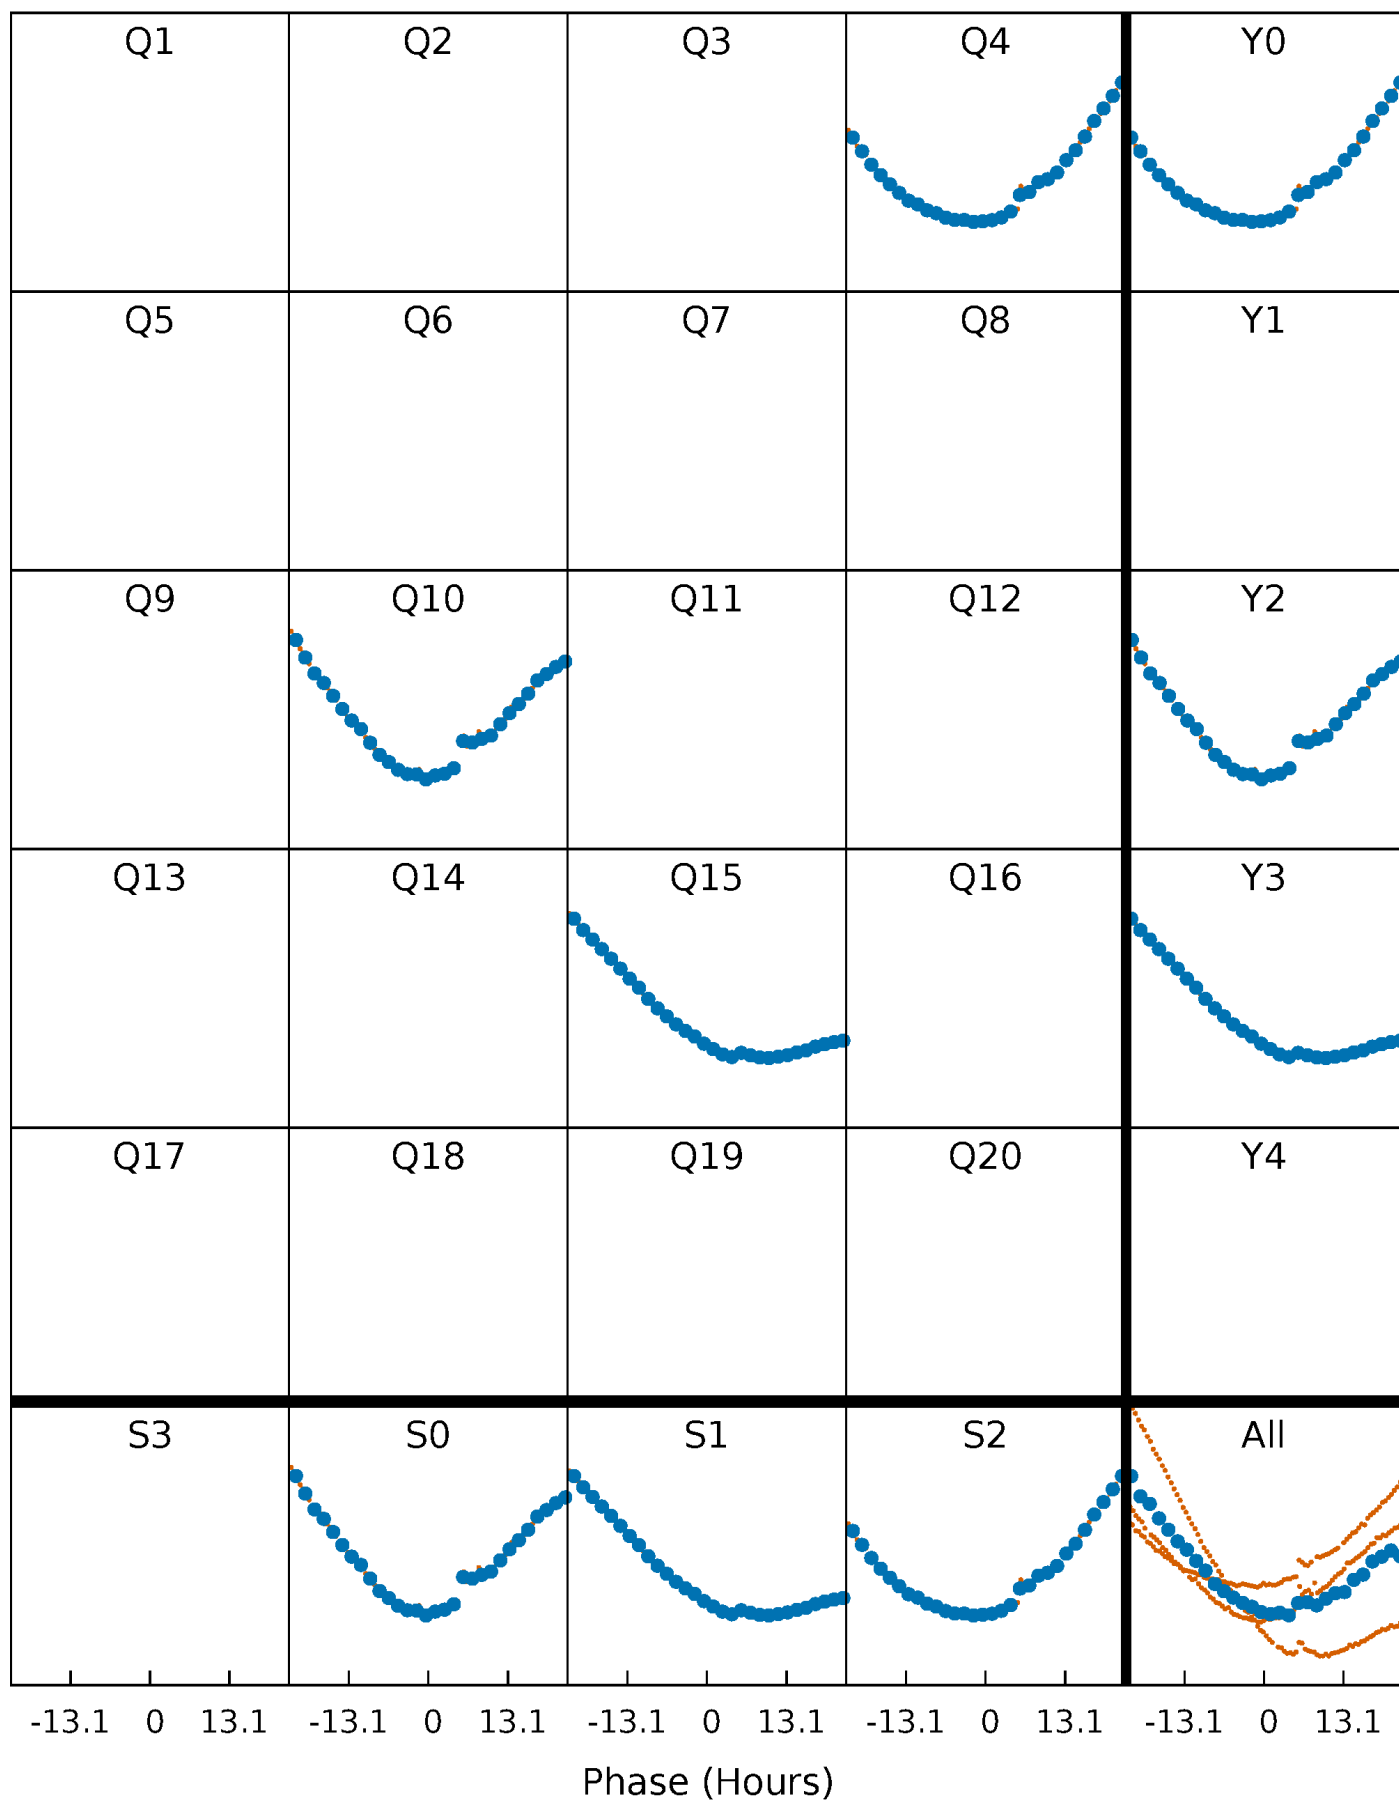 Q1 Q2 Q3 Q4 Y0
Q5 Q6 Q7 Q8 Y1
Q9 Q10 Q11 Q12 Y2
Q13 Q14 Q15 Q16 Y3
Q17 Q18 Q19 Q20 Y4
S3 S0 S1 S2 All
-13.1 0 13.1 -13.1 0 13.1 -13.1 0 13.1 -13.1 0 13.1 -13.1 0 13.1
Phase (Hours)